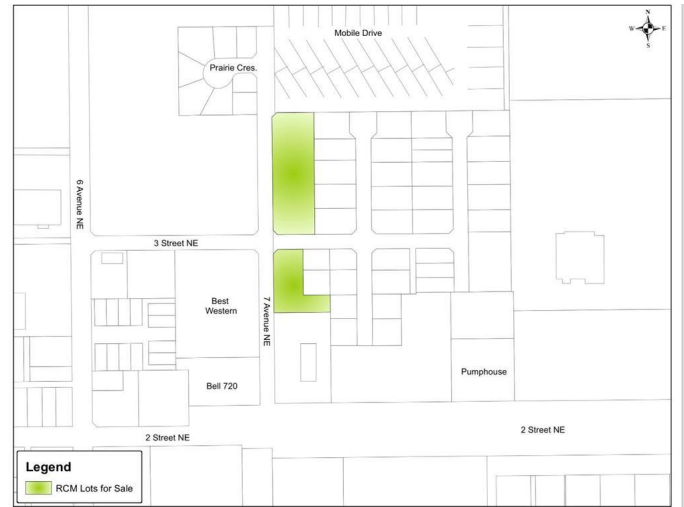 Mobile Drive
N
W E
S
Prairie Cres.
6 Avenue NE
3 Street NE
Best
Western
7 Avenue NE
Bell 720
Pumphouse
2 Street NE
2 Street NE
Legend
RCM Lots for Sale